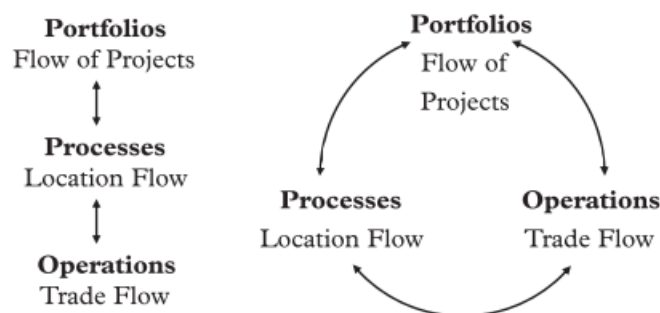 Portfolios
Flow of Projects
Processes
Location Flow
Operations
Trade Flow
Portfolios
Flow of
Projects
Processes
Location Flow
Operations
Trade Flow